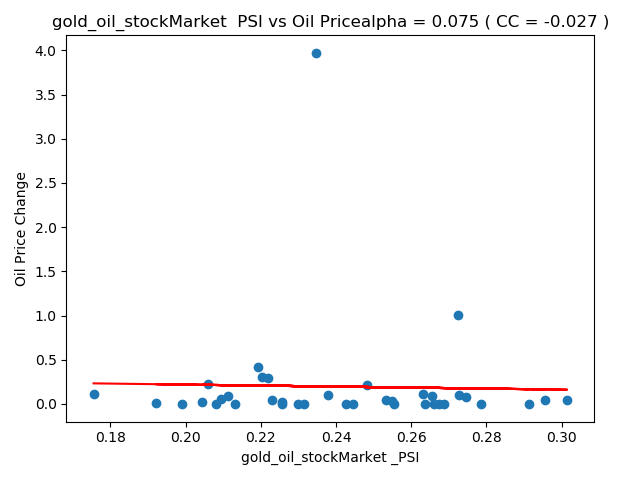 gold_oil_stockMarket  PSI vs Oil Pricealpha = 0.075 ( CC = -0.027 )
4.0
3.5
3.0
2.5
2.0
1.5
1.0
0.5
0.0
Oil Price Change
0.18 0.20 0.22 0.24 0.26 0.28 0.30
gold_oil_stockMarket _PSI